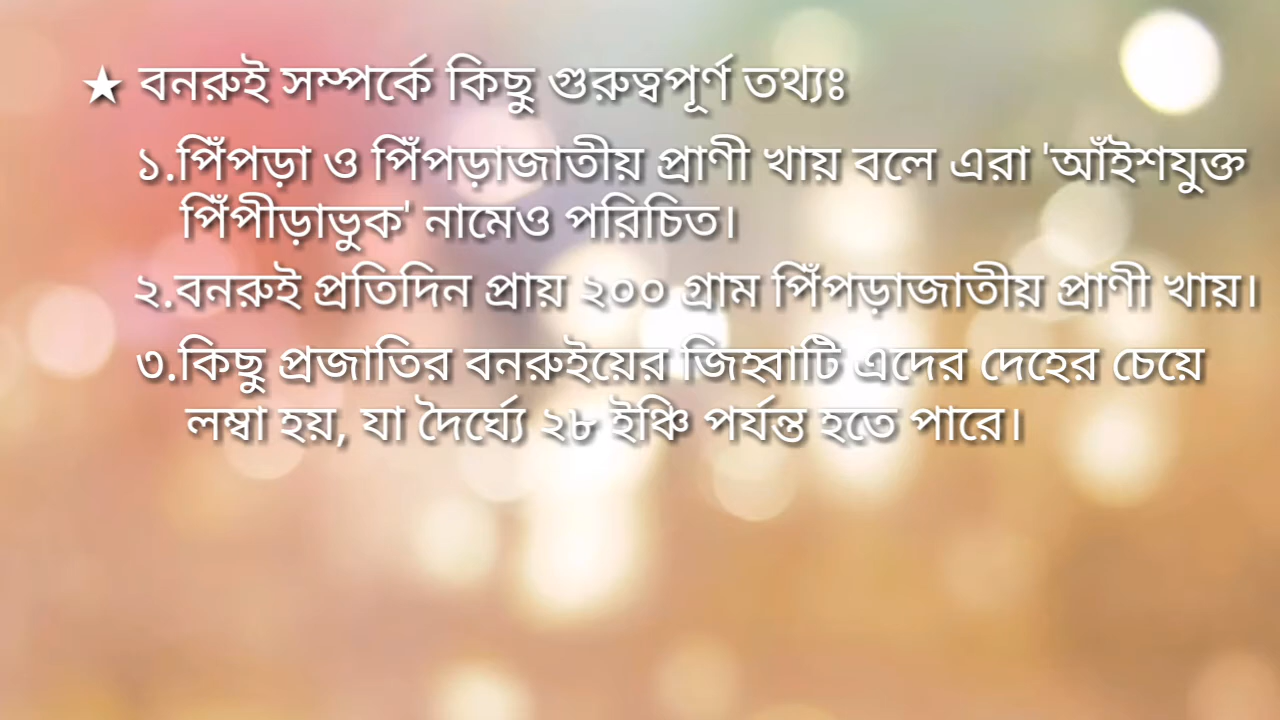 ★ বনরুই সম্পর্কে কিছু গুরুত্বপূর্ণ তথ্যঃ
১.পিঁপড়া ও পিঁপড়াজাতীয় প্রাণী খায় বলে এরা 'আঁইশযুক্ত
পিঁপীড়াভুক' নামেও পরিচিত।
২.বনরুই প্রতিদিন প্রায় ২০০ গ্রাম পিঁপড়াজাতীয় প্রাণী খায়।
৩.কিছু প্রজাতির বনরুইয়ের জিহ্বাটি এদের দেহের চেয়ে
লম্বা হয়, যা দৈর্ঘ্যে ২৮ ইঞ্চি পর্যন্ত হতে পারে।